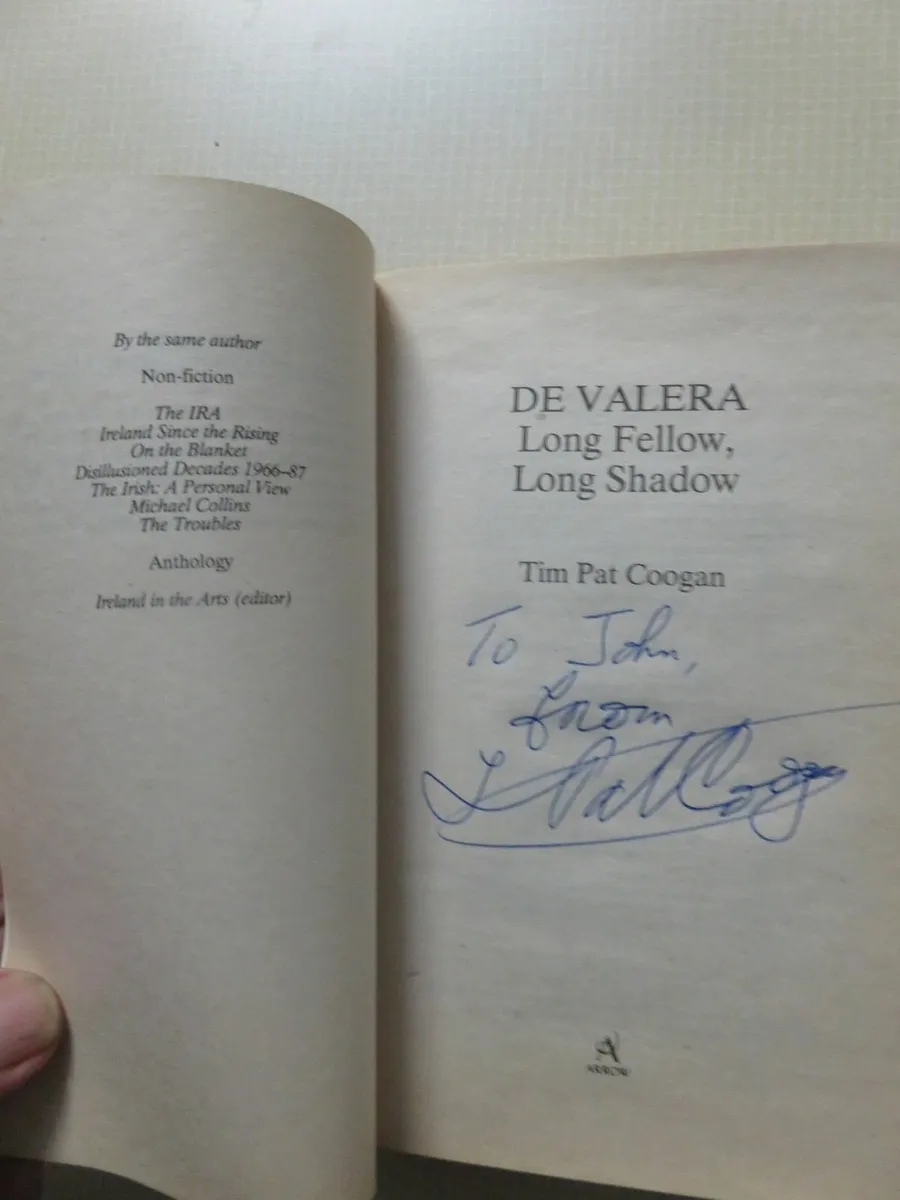 By the same author
Non-fiction
The IRA
Ireland Since the Rising
On the Blanket
Disillusioned Decades 1966–87
The Irish: A Personal View
Michael Collins
The Troubles
Anthology
Ireland in the Arts (editor)
DE VALERA
Long Fellow,
Long Shadow
Tim Pat Coogan
To John,
from
T Pat Coogan
ARROW